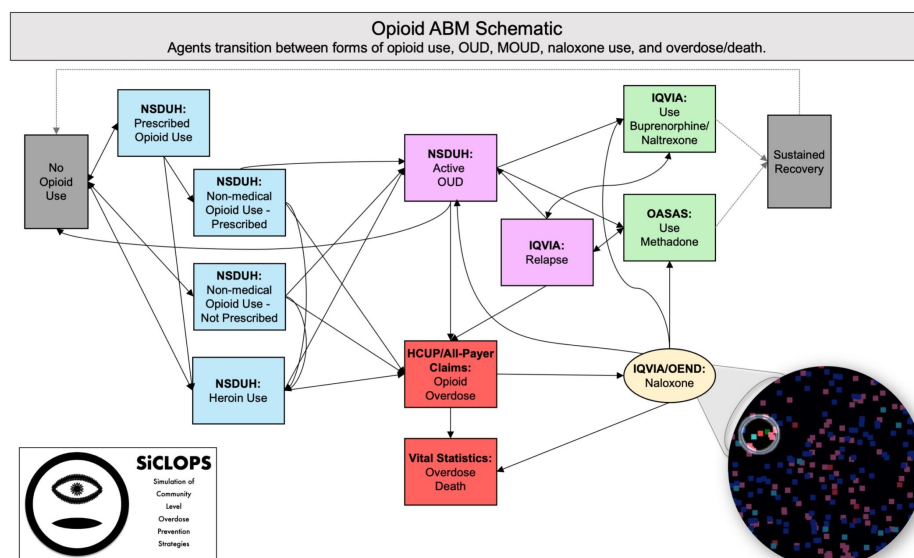 Opioid ABM Schematic
Agents transition between forms of opioid use, OUD, MOUD, naloxone use, and overdose/death.
No
Opioid
Use
NSDUH:
Prescribed
Opioid Use
NSDUH:
Non-medical
Opioid Use -
Prescribed
NSDUH:
Non-medical
Opioid Use -
Not Prescribed
NSDUH:
Heroin Use
NSDUH:
Active
OUD
IQVIA:
Relapse
HCUP/All-Payer
Claims:
Opioid
Overdose
Vital Statistics:
Overdose
Death
IQVIA:
Use
Buprenorphine/
Naltrexone
OASAS:
Use
Methadone
IQVIA/OEND:
Naloxone
Sustained
Recovery
SiCLOPS
Simulation of
Community
Level
Overdose
Prevention
Strategies